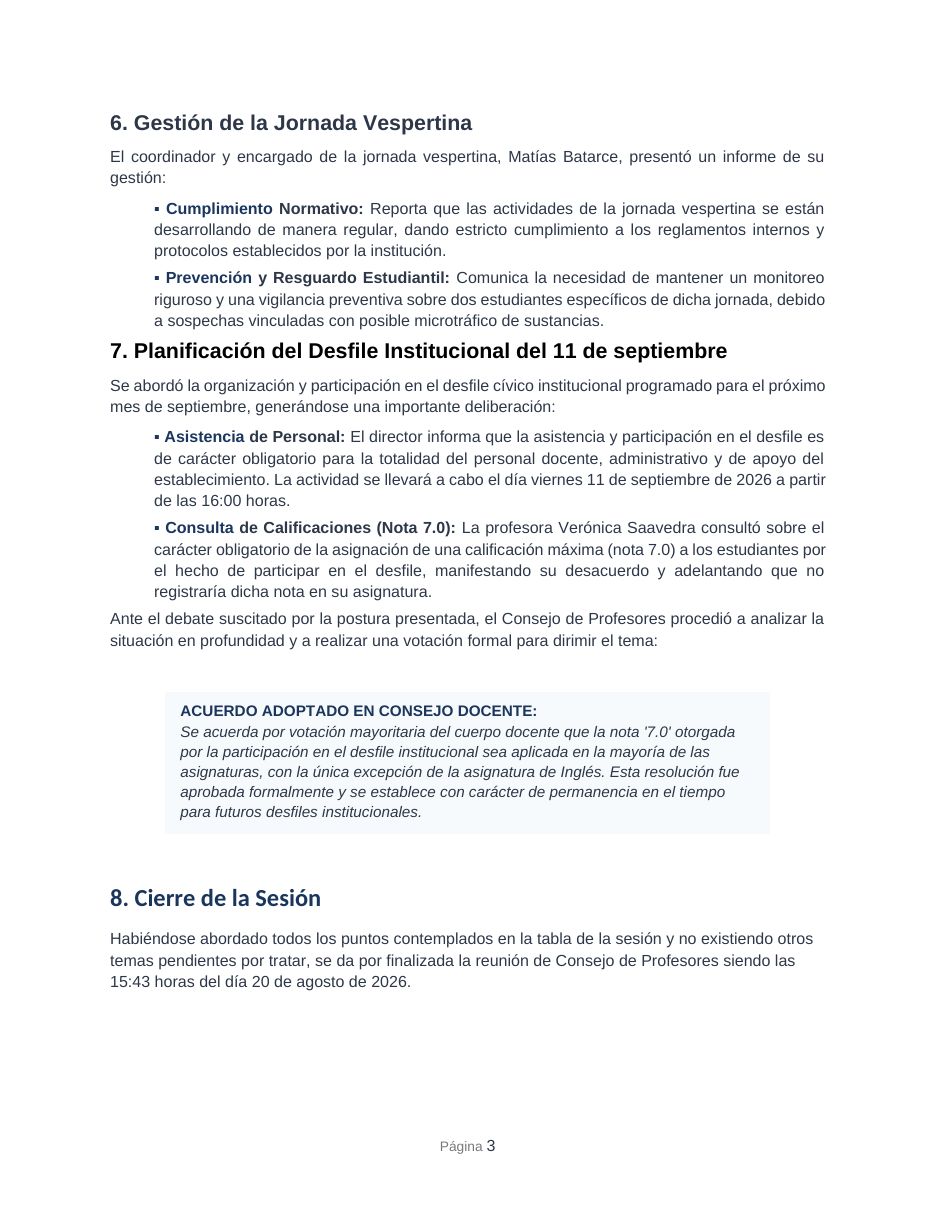 6. Gestión de la Jornada Vespertina
El coordinador y encargado de la jornada vespertina, Matías Batarce, presentó un informe de su
gestión:
▪ Cumplimiento Normativo: Reporta que las actividades de la jornada vespertina se están
desarrollando de manera regular, dando estricto cumplimiento a los reglamentos internos y
protocolos establecidos por la institución.
▪ Prevención y Resguardo Estudiantil: Comunica la necesidad de mantener un monitoreo
riguroso y una vigilancia preventiva sobre dos estudiantes específicos de dicha jornada, debido
a sospechas vinculadas con posible microtráfico de sustancias.
7. Planificación del Desfile Institucional del 11 de septiembre
Se abordó la organización y participación en el desfile cívico institucional programado para el próximo
mes de septiembre, generándose una importante deliberación:
▪ Asistencia de Personal: El director informa que la asistencia y participación en el desfile es
de carácter obligatorio para la totalidad del personal docente, administrativo y de apoyo del
establecimiento. La actividad se llevará a cabo el día viernes 11 de septiembre de 2026 a partir
de las 16:00 horas.
▪ Consulta de Calificaciones (Nota 7.0): La profesora Verónica Saavedra consultó sobre el
carácter obligatorio de la asignación de una calificación máxima (nota 7.0) a los estudiantes por
el hecho de participar en el desfile, manifestando su desacuerdo y adelantando que no
registraría dicha nota en su asignatura.
Ante el debate suscitado por la postura presentada, el Consejo de Profesores procedió a analizar la
situación en profundidad y a realizar una votación formal para dirimir el tema:
ACUERDO ADOPTADO EN CONSEJO DOCENTE:
Se acuerda por votación mayoritaria del cuerpo docente que la nota '7.0' otorgada
por la participación en el desfile institucional sea aplicada en la mayoría de las
asignaturas, con la única excepción de la asignatura de Inglés. Esta resolución fue
aprobada formalmente y se establece con carácter de permanencia en el tiempo
para futuros desfiles institucionales.
8. Cierre de la Sesión
Habiéndose abordado todos los puntos contemplados en la tabla de la sesión y no existiendo otros
temas pendientes por tratar, se da por finalizada la reunión de Consejo de Profesores siendo las
15:43 horas del día 20 de agosto de 2026.
Página 3